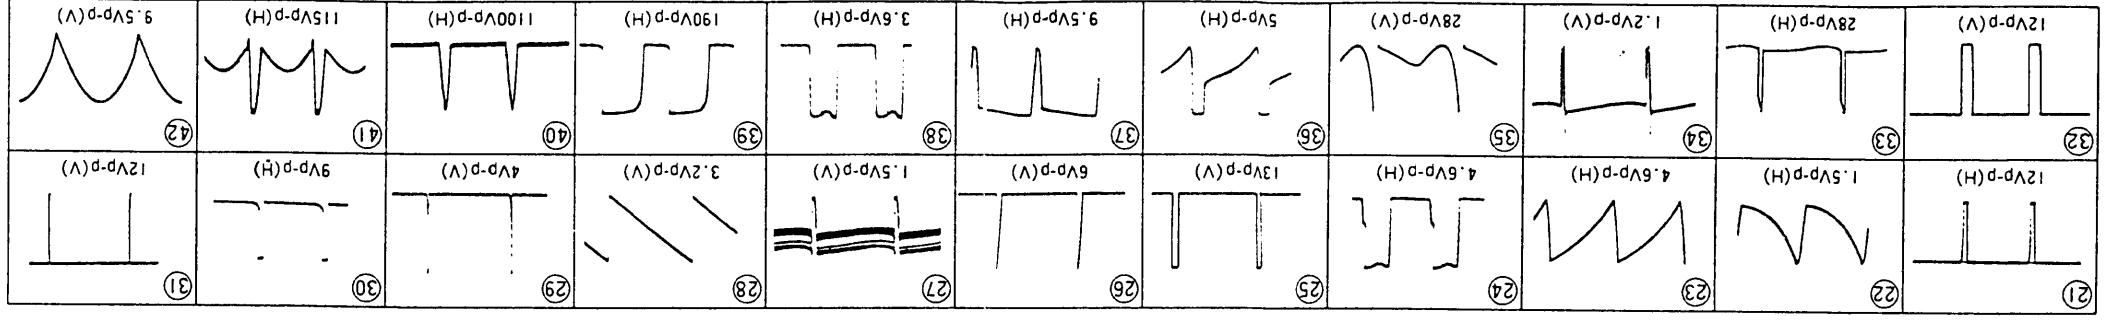 21
12Vp-p(H)
22
1.5Vp-p(H)
23
4.6Vp-p(H)
24
4.6Vp-p(H)
25
13Vp-p(V)
26
6Vp-p(V)
27
1.5Vp-p(V)
28
3.2Vp-p(V)
29
4Vp-p(V)
30
9Vp-p(H)
31
12Vp-p(V)
32
12Vp-p(V)
33
28Vp-p(H)
34
1.2Vp-p(V)
35
28Vp-p(V)
36
5Vp-p(H)
37
9.5Vp-p(H)
38
3.6Vp-p(H)
39
190Vp-p(H)
40
1100Vp-p(H)
41
115Vp-p(H)
42
9.5Vp-p(V)